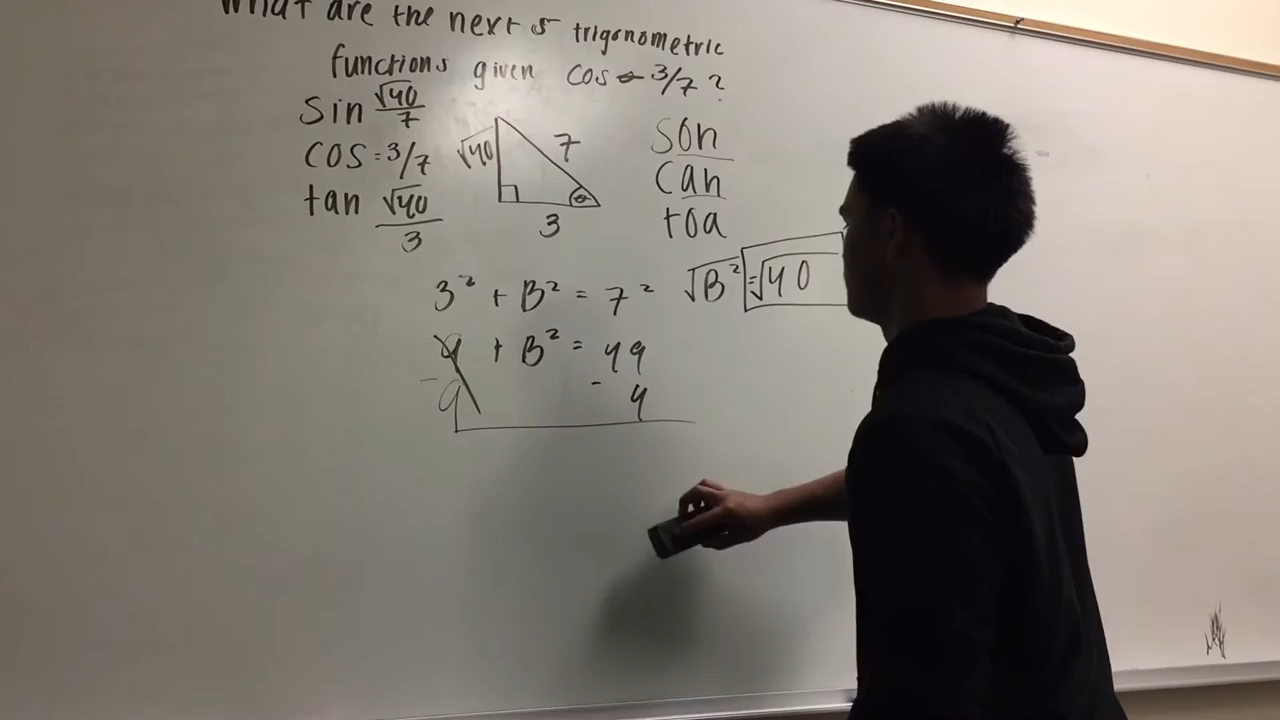 What are the next 5 trigonometric
functions given cos θ 3/7 ?
sin √40/7
cos = 3/7
tan √40/3
√40 7
3 θ
SOH
CAH
TOA
3² + B² = 7²
√B² = √40
9 + B² = 49
- 9 - 9